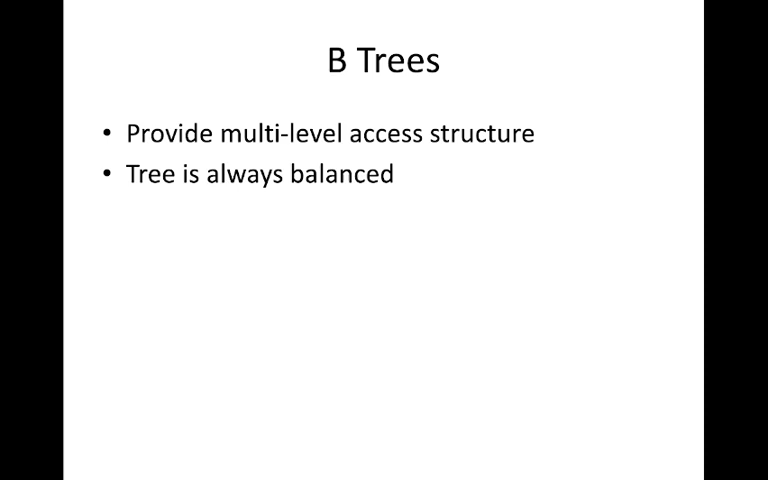 B Trees
• Provide multi-level access structure
• Tree is always balanced